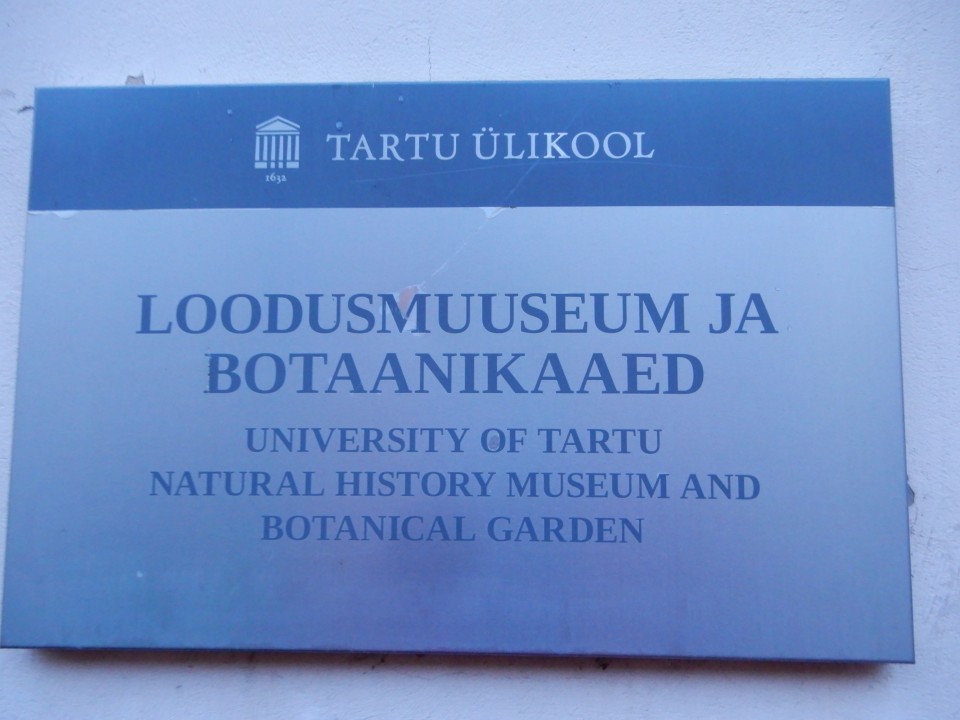 TARTU ÜLIKOOL
1632
LOODUSMUUSEUM JA
BOTAANIKAAED
UNIVERSITY OF TARTU
NATURAL HISTORY MUSEUM AND
BOTANICAL GARDEN